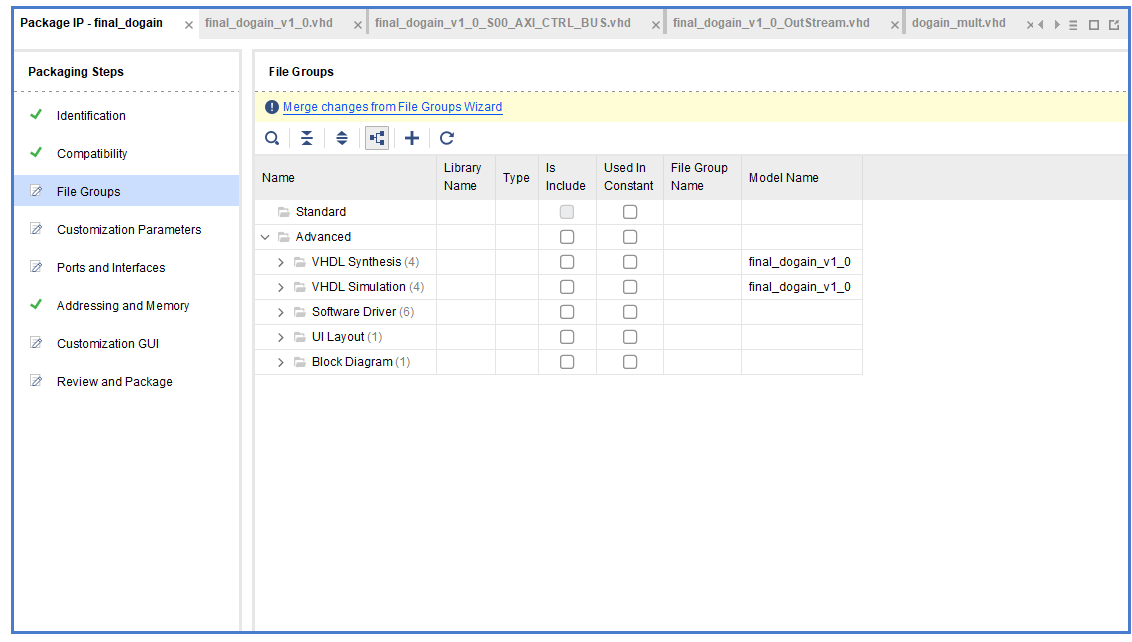 Package IP - final_dogain
final_dogain_v1_0.vhd
final_dogain_v1_0_S00_AXI_CTRL_BUS.vhd
final_dogain_v1_0_OutStream.vhd
dogain_mult.vhd
Packaging Steps
Identification
Compatibility
File Groups
Customization Parameters
Ports and Interfaces
Addressing and Memory
Customization GUI
Review and Package
File Groups
Merge changes from File Groups Wizard
Name
Library Name
Type
Is Include
Used In Constant
File Group Name
Model Name
Standard
Advanced
VHDL Synthesis (4) final_dogain_v1_0
VHDL Simulation (4) final_dogain_v1_0
Software Driver (6)
UI Layout (1)
Block Diagram (1)